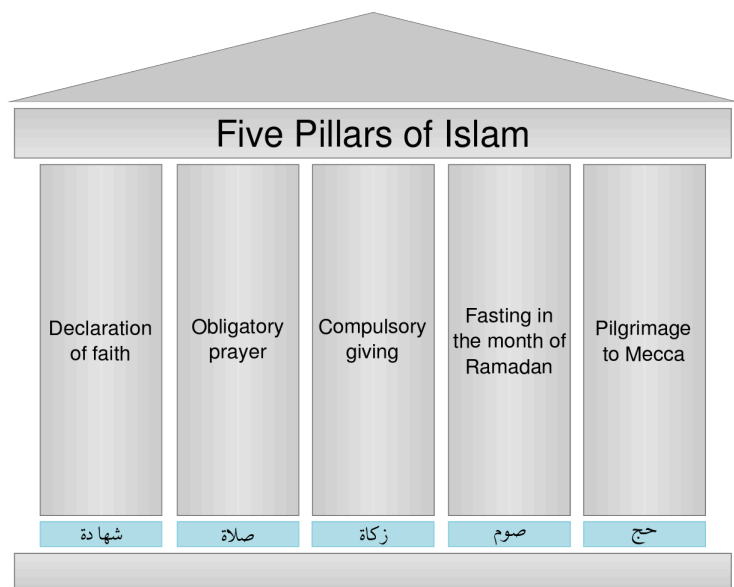 Five Pillars of Islam
Declaration
of faith
Obligatory
prayer
Compulsory
giving
Fasting in
the month of
Ramadan
Pilgrimage
to Mecca
شهادة
صلاة
زكاة
صوم
حج